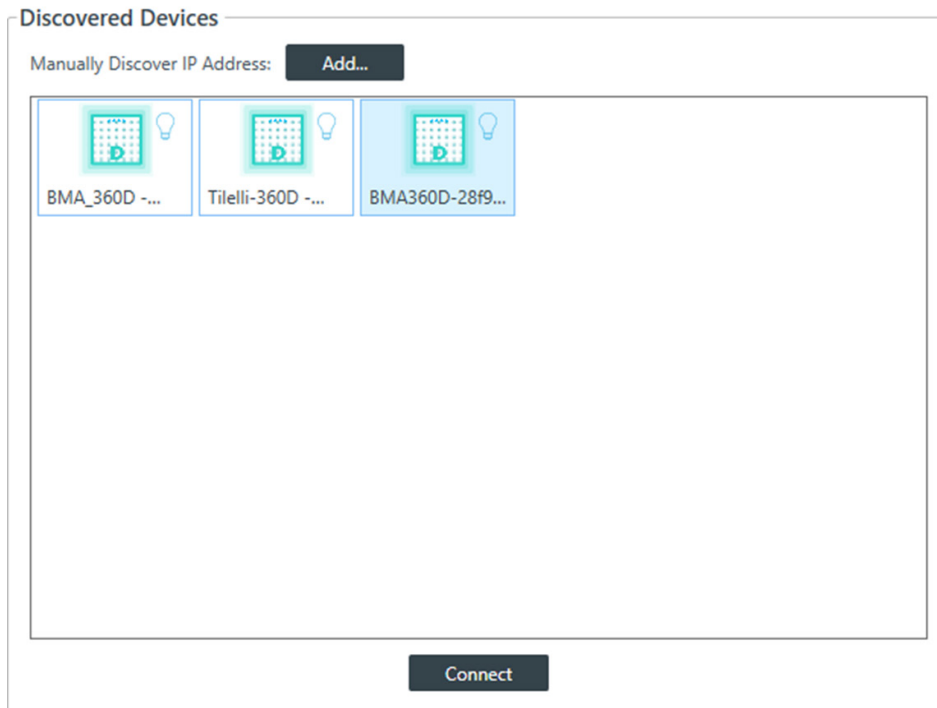 Discovered Devices
Manually Discover IP Address: Add...
D D D
BMA_360D -... Tilelli-360D -... BMA360D-28f9...
Connect